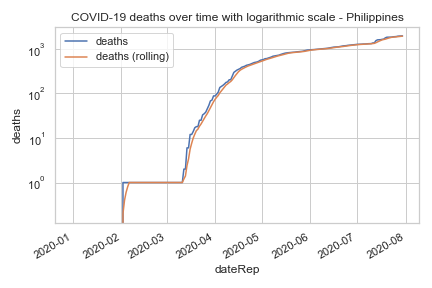 COVID-19 deaths over time with logarithmic scale - Philippines
deaths
deaths (rolling)
10³
10²
10¹
10⁰
deaths
2020-01
2020-02
2020-03
2020-04
2020-05
2020-06
2020-07
2020-08
dateRep